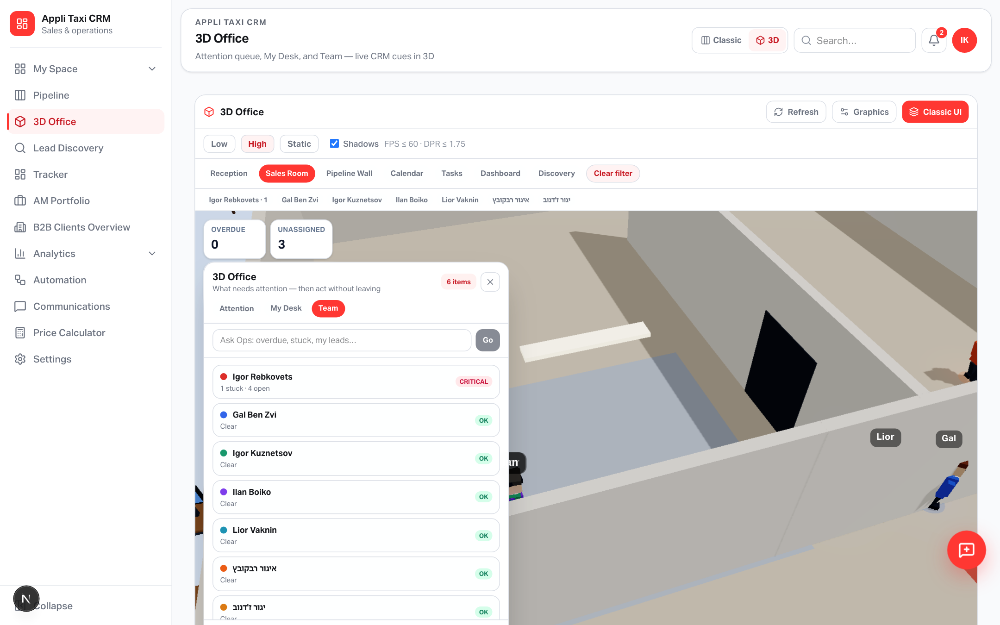 Appli Taxi CRM
Sales & operations
My Space
Pipeline
3D Office
Lead Discovery
Tracker
AM Portfolio
B2B Clients Overview
Analytics
Automation
Communications
Price Calculator
Settings
N
Collapse
APPLI TAXI CRM
3D Office
Attention queue, My Desk, and Team — live CRM cues in 3D
Classic
3D
Search...
2
IK
3D Office
Refresh
Graphics
Classic UI
Low
High
Static
Shadows
FPS ≤ 60 · DPR ≤ 1.75
Reception
Sales Room
Pipeline Wall
Calendar
Tasks
Dashboard
Discovery
Clear filter
Igor Rebkovets · 1
Gal Ben Zvi
Igor Kuznetsov
Ilan Boiko
Lior Vaknin
איגור רבקובץ
יגור ז'דנוב
OVERDUE
0
UNASSIGNED
3
3D Office
What needs attention — then act without leaving
6 items
Attention
My Desk
Team
Ask Ops: overdue, stuck, my leads...
Go
Igor Rebkovets
1 stuck · 4 open
CRITICAL
Gal Ben Zvi
Clear
OK
Igor Kuznetsov
Clear
OK
Ilan Boiko
Clear
OK
Lior Vaknin
Clear
OK
איגור רבקובץ
Clear
OK
יגור ז'דנוב
Clear
OK
an
Lior
Gal